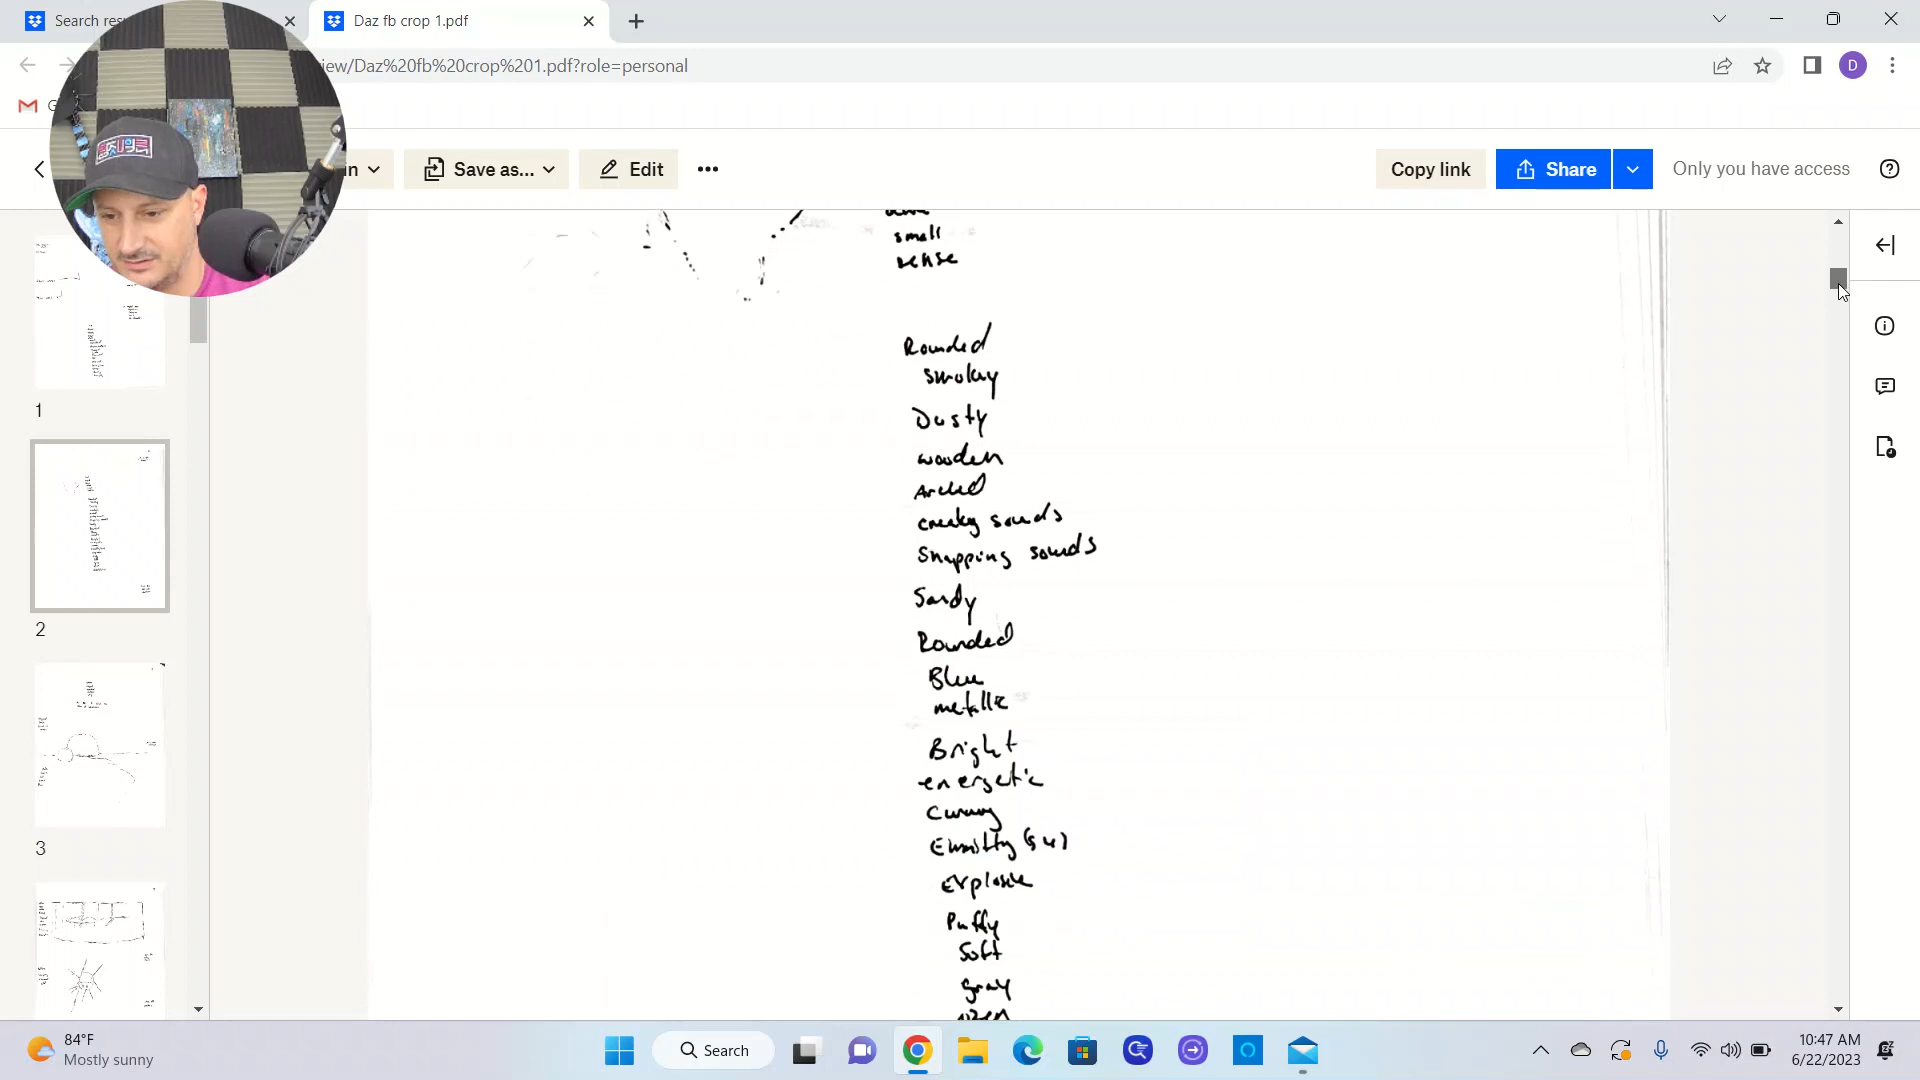 Search res
Daz fb crop 1.pdf
iew/Daz%20fb%20crop%201.pdf?role=personal
D
G
in
Save as...
Edit
Copy link
Share
Only you have access
small
dense
Rounded
smokey
Dusty
wooden
Arched
creaky sounds
Snapping sounds
Sandy
Rounded
Blue
metallic
Bright
energetic
Curvy
Explosive
Puffy
Soft
gray
1
2
3
84°F
Mostly sunny
Search
10:47 AM
6/22/2023